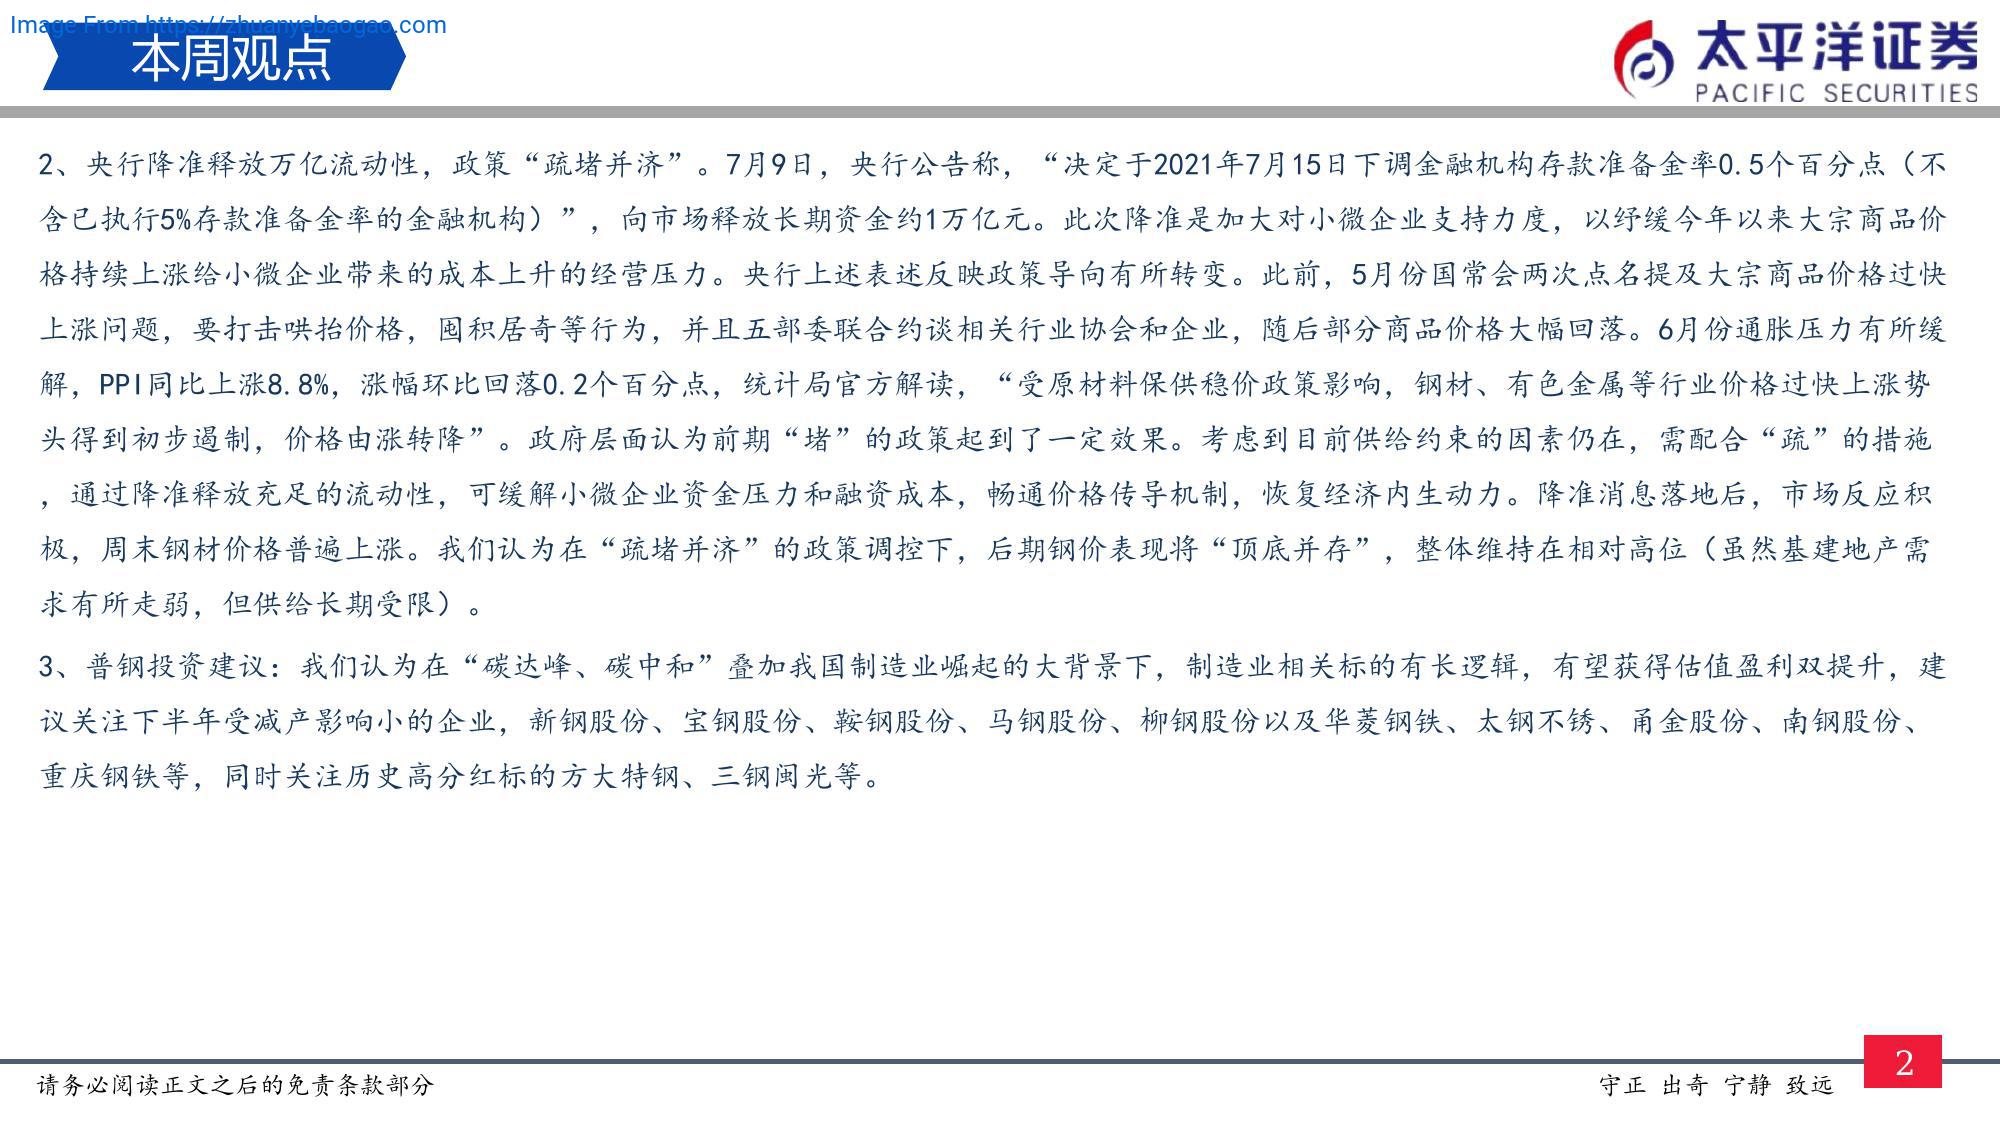 Image From https://zhuanyebaogao.com
本周观点
太平洋证券
PACIFIC SECURITIES
2、央行降准释放万亿流动性，政策“疏堵并济”。7月9日，央行公告称，“决定于2021年7月15日下调金融机构存款准备金率0.5个百分点（不
含已执行5%存款准备金率的金融机构）”，向市场释放长期资金约1万亿元。此次降准是加大对小微企业支持力度，以纾缓今年以来大宗商品价
格持续上涨给小微企业带来的成本上升的经营压力。央行上述表述反映政策导向有所转变。此前，5月份国常会两次点名提及大宗商品价格过快
上涨问题，要打击哄抬价格，囤积居奇等行为，并且五部委联合约谈相关行业协会和企业，随后部分商品价格大幅回落。6月份通胀压力有所缓
解，PPI同比上涨8.8%，涨幅环比回落0.2个百分点，统计局官方解读，“受原材料保供稳价政策影响，钢材、有色金属等行业价格过快上涨势
头得到初步遏制，价格由涨转降”。政府层面认为前期“堵”的政策起到了一定效果。考虑到目前供给约束的因素仍在，需配合“疏”的措施
，通过降准释放充足的流动性，可缓解小微企业资金压力和融资成本，畅通价格传导机制，恢复经济内生动力。降准消息落地后，市场反应积
极，周末钢材价格普遍上涨。我们认为在“疏堵并济”的政策调控下，后期钢价表现将“顶底并存”，整体维持在相对高位（虽然基建地产需
求有所走弱，但供给长期受限）。
3、普钢投资建议：我们认为在“碳达峰、碳中和”叠加我国制造业崛起的大背景下，制造业相关标的有长逻辑，有望获得估值盈利双提升，建
议关注下半年受减产影响小的企业，新钢股份、宝钢股份、鞍钢股份、马钢股份、柳钢股份以及华菱钢铁、太钢不锈、甬金股份、南钢股份、
重庆钢铁等，同时关注历史高分红标的方大特钢、三钢闽光等。
请务必阅读正文之后的免责条款部分
守正 出奇 宁静 致远
2